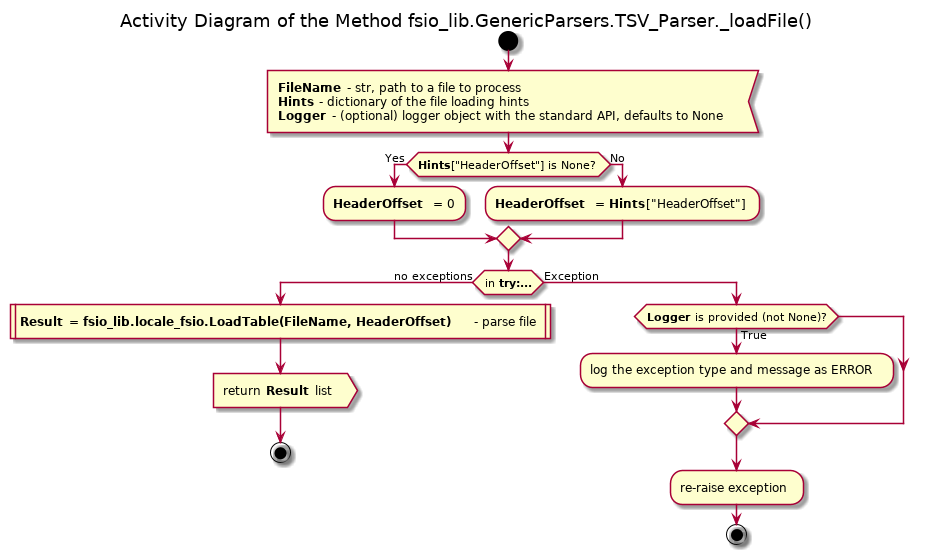 Activity Diagram of the Method fsio_lib.GenericParsers.TSV_Parser._loadFile()
FileName - str, path to a file to process
Hints - dictionary of the file loading hints
Logger - (optional) logger object with the standard API, defaults to None
Yes
Hints["HeaderOffset"] is None?
No
HeaderOffset = 0
HeaderOffset = Hints["HeaderOffset"]
no exceptions
in try:...
Exception
Result = fsio_lib.locale_fsio.LoadTable(FileName, HeaderOffset) - parse file
Logger is provided (not None)?
True
return Result list
log the exception type and message as ERROR
re-raise exception